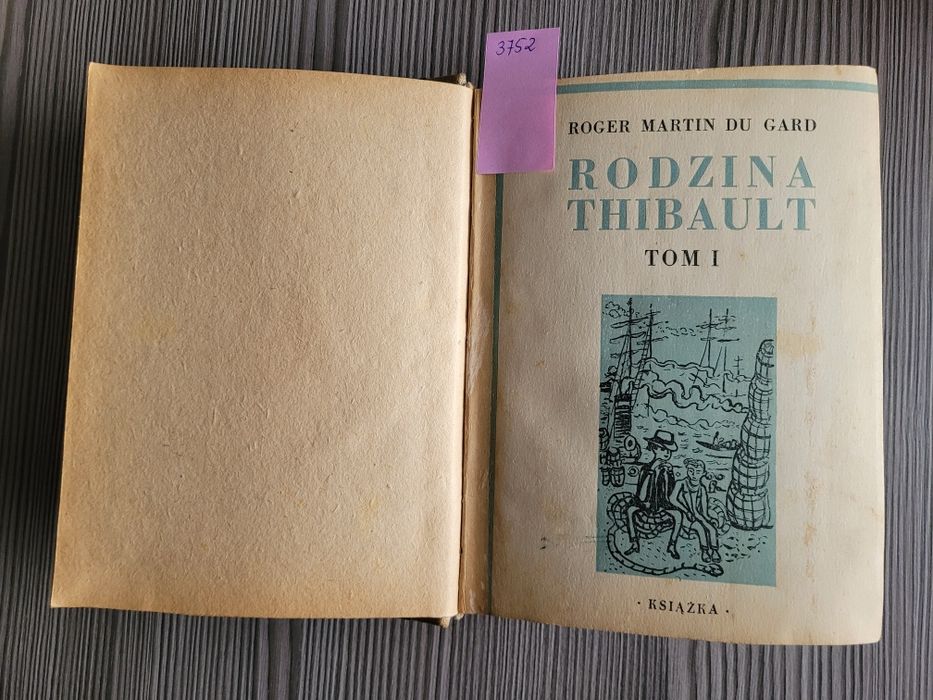 3752
ROGER MARTIN DU GARD
RODZINA
THIBAULT
TOM I
· KSIĄŻKA ·